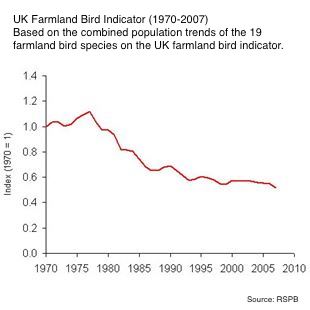 UK Farmland Bird Indicator (1970-2007)
Based on the combined population trends of the 19
farmland bird species on the UK farmland bird indicator.
Index (1970 = 1)
1.4
1.2
1.0
0.8
0.6
0.4
0.2
0.0
1970 1975 1980 1985 1990 1995 2000 2005 2010
Source: RSPB